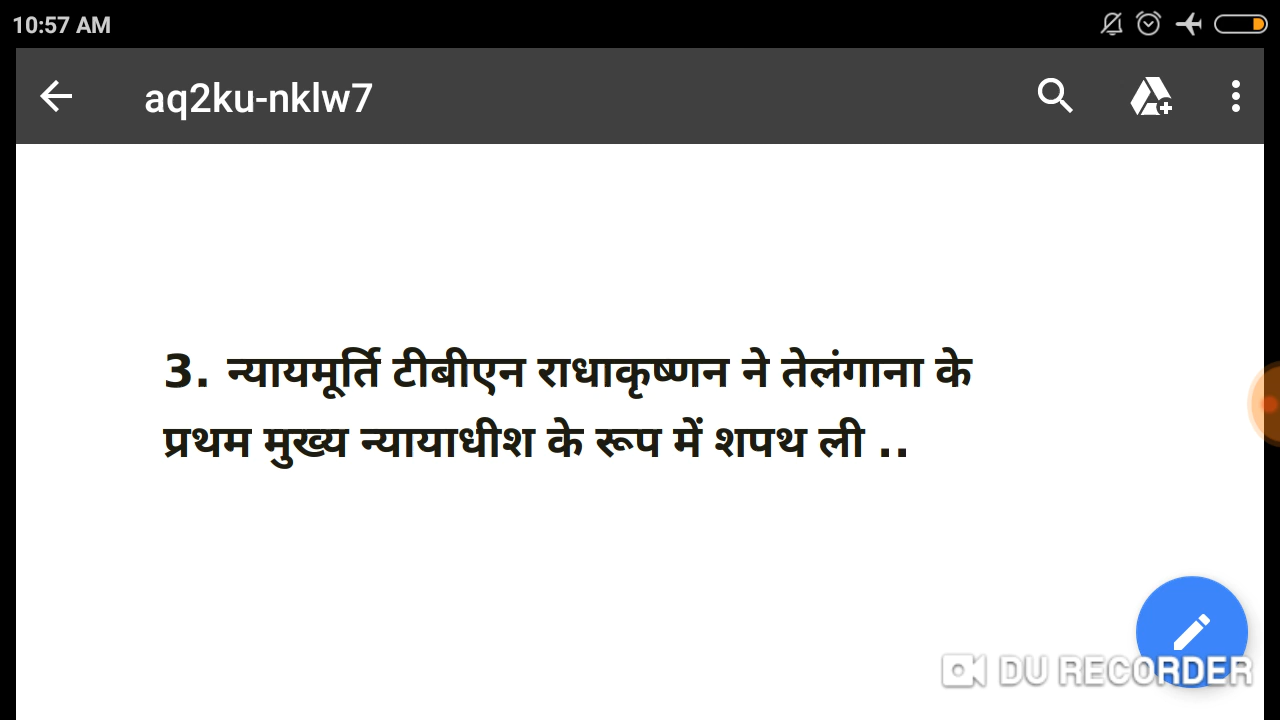 10:57 AM
aq2ku-nklw7
3. न्यायमूर्ति टीबीएन राधाकृष्णन ने तेलंगाना के
प्रथम मुख्य न्यायाधीश के रूप में शपथ ली ..
DU RECORDER